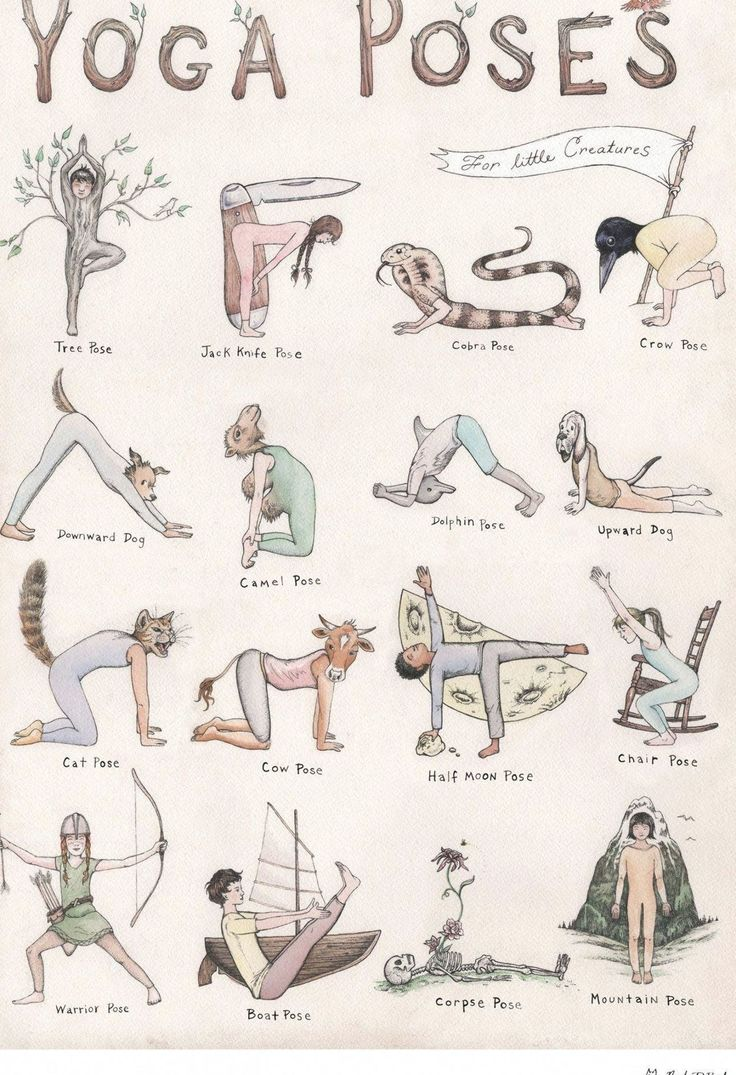 YOGA POSES
For little Creatures
Tree Pose
Jack Knife Pose
Cobra Pose
Crow Pose
Downward Dog
Camel Pose
Dolphin Pose
Upward Dog
Cat Pose
Cow Pose
Half Moon Pose
Chair Pose
Warrior Pose
Boat Pose
Corpse Pose
Mountain Pose